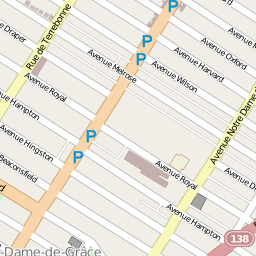 Rue de Terrebonne
Draper
Avenue Oxford
Avenue Harvard
Avenue Melrose
Avenue Wilson
Avenue Royal
Avenue Hampton
Avenue Hingston
Beaconsfield
Avenue Notre Dame
Avenue Royal
Avenue Hampton
138
-Dame-de-Grâce
P
P
P
P